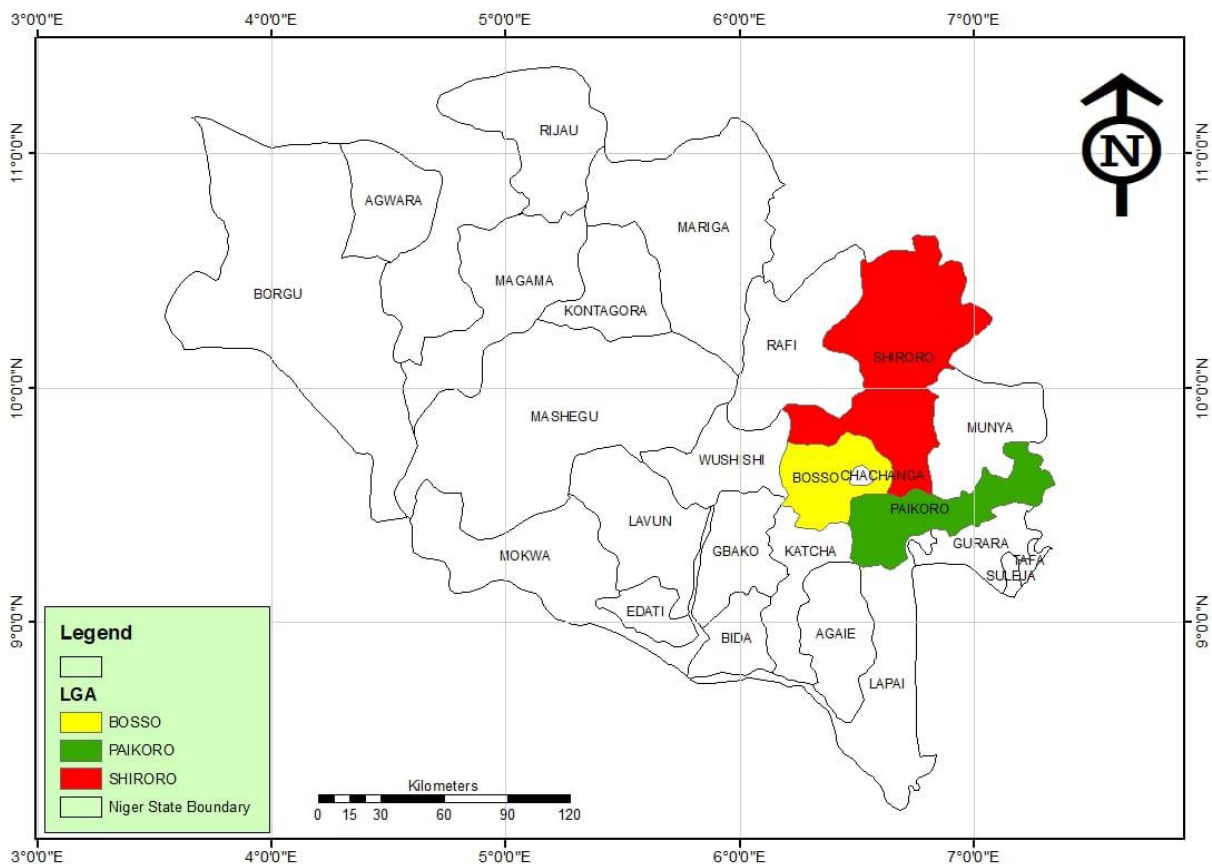 3°0'0"E 4°0'0"E 5°0'0"E 6°0'0"E 7°0'0"E
N
11°0'0"N 11°0'0"N
RIJAU
AGWARA
MARIGA
MAGAMA
BORGU
KONTAGORA
RAFI
SHIRORO
10°0'0"N 10°0'0"N
MASHEGU
MUNYA
WUSHISHI
BOSSO
CHACHANGA
PAIKORO
LAVUN
GBAKO
KATCHA
GURARA
MOKWA
TAFA
SULEJA
EDATI
9°0'0"N 9°0'0"N
BIDA
AGAIE
LAPAI
Legend
LGA
BOSSO
PAIKORO
SHIRORO
Niger State Boundary
Kilometers
0 15 30 60 90 120
3°0'0"E 4°0'0"E 5°0'0"E 6°0'0"E 7°0'0"E